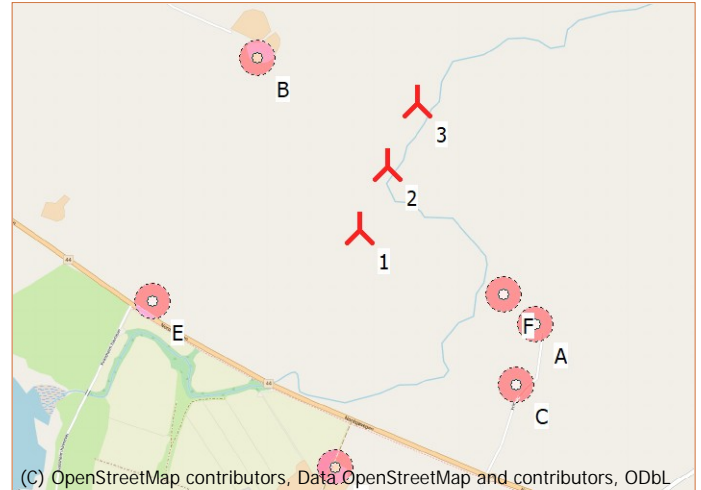 B
3
2
1
44
E
F
A
44
C
(C) OpenStreetMap contributors, Data OpenStreetMap and contributors, ODbL